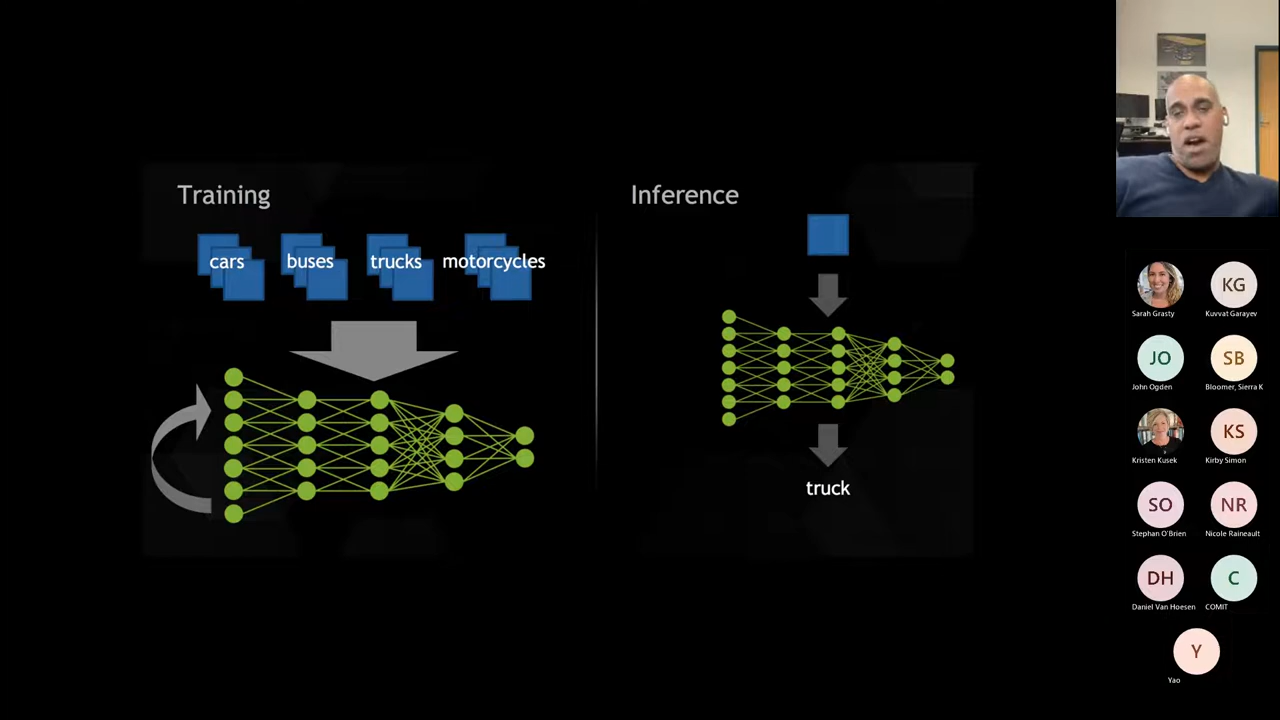 Training
Inference
cars
buses
trucks
motorcycles
truck
KG
Sarah Grasty
Kuvvat Garayev
JO
SB
John Ogden
Bloomer, Sierra K
KS
Kristen Kusek
Kirby Simon
SO
NR
Stephan O'Brien
Nicole Raineault
DH
C
Daniel Van Hoesen
COMIT
Y
Yao